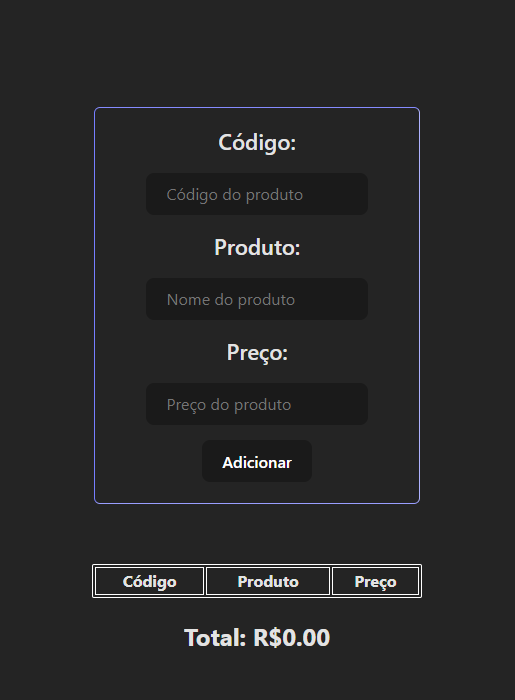 Código:
Código do produto
Produto:
Nome do produto
Preço:
Preço do produto
Adicionar
Código Produto Preço
Total: R$0.00